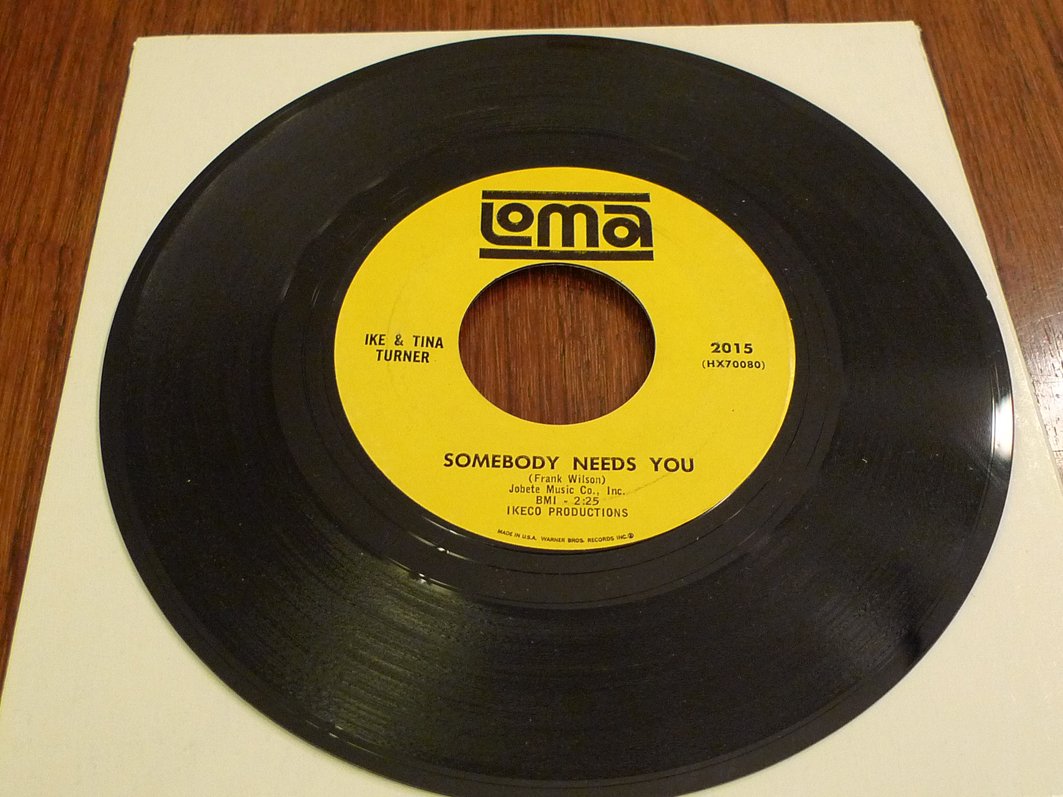 Loma
IKE & TINA
TURNER
2015
(HX70080)
SOMEBODY NEEDS YOU
(Frank Wilson)
Jobete Music Co., Inc.
BMI - 2:25
IKECO PRODUCTIONS
MADE IN U.S.A. WARNER BROS. RECORDS INC.